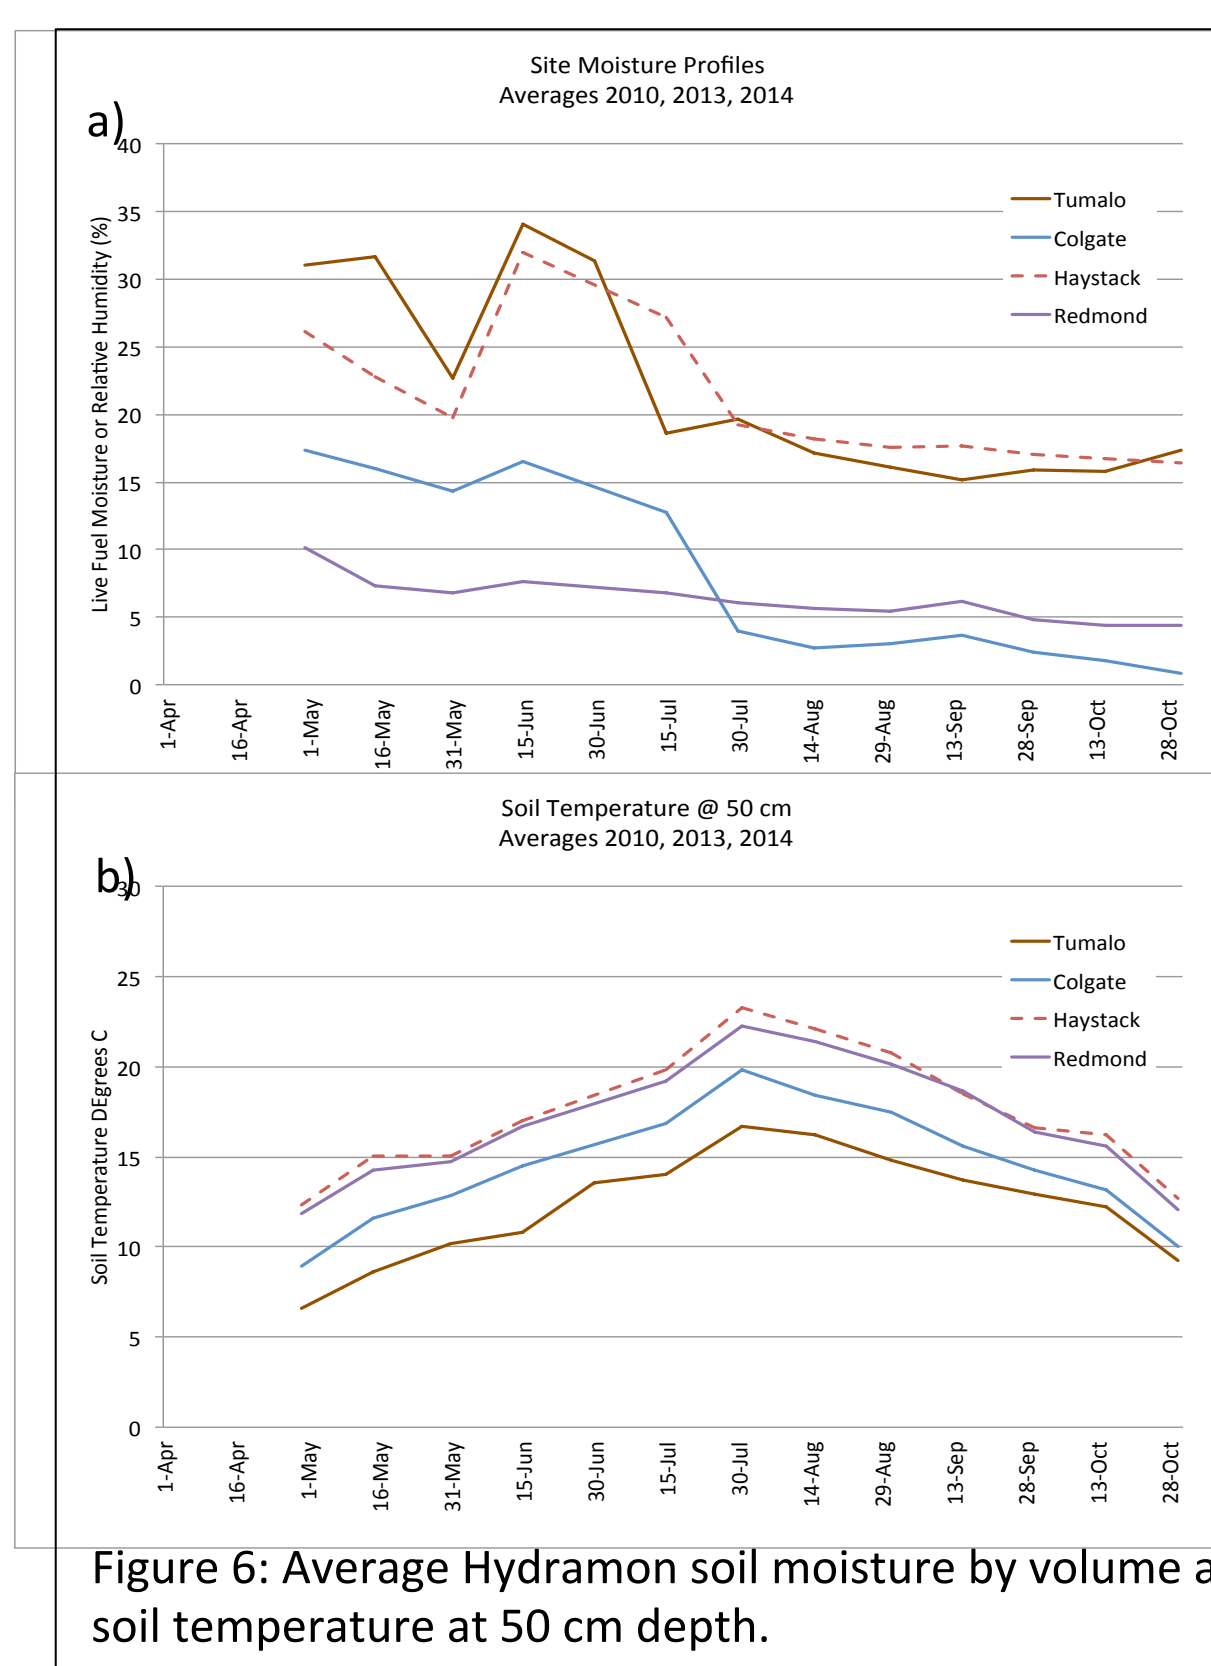 Site Moisture Profiles
Averages 2010, 2013, 2014
a)
40
35
30
25
20
15
10
5
0
Live Fuel Moisture or Relative Humidity (%)
Tumalo
Colgate
Haystack
Redmond
1-Apr
16-Apr
1-May
16-May
31-May
15-Jun
30-Jun
15-Jul
30-Jul
14-Aug
29-Aug
13-Sep
28-Sep
13-Oct
28-Oct
Soil Temperature @ 50 cm
Averages 2010, 2013, 2014
b)
30
25
20
15
10
5
0
Soil Temperature DEgrees C
Tumalo
Colgate
Haystack
Redmond
1-Apr
16-Apr
1-May
16-May
31-May
15-Jun
30-Jun
15-Jul
30-Jul
14-Aug
29-Aug
13-Sep
28-Sep
13-Oct
28-Oct
Figure 6: Average Hydramon soil moisture by volume
soil temperature at 50 cm depth.